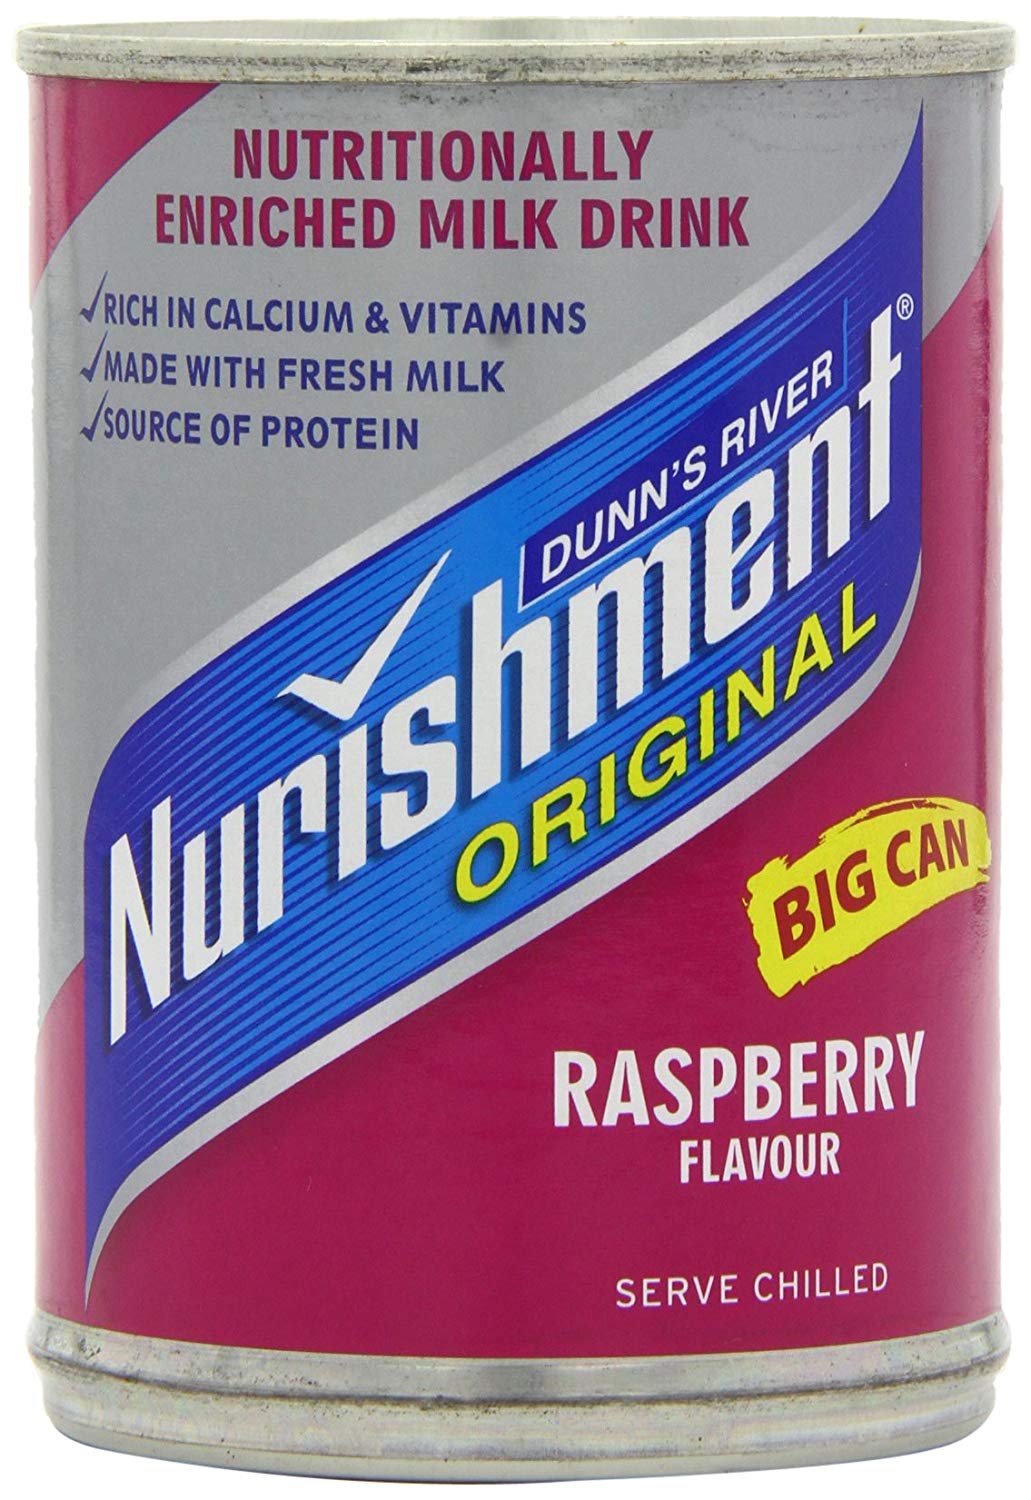 NUTRITIONALLY
ENRICHED MILK DRINK
RICH IN CALCIUM & VITAMINS
MADE WITH FRESH MILK
SOURCE OF PROTEIN
DUNN'S RIVER
Nurishment®
ORIGINAL
BIG CAN
RASPBERRY
FLAVOUR
SERVE CHILLED